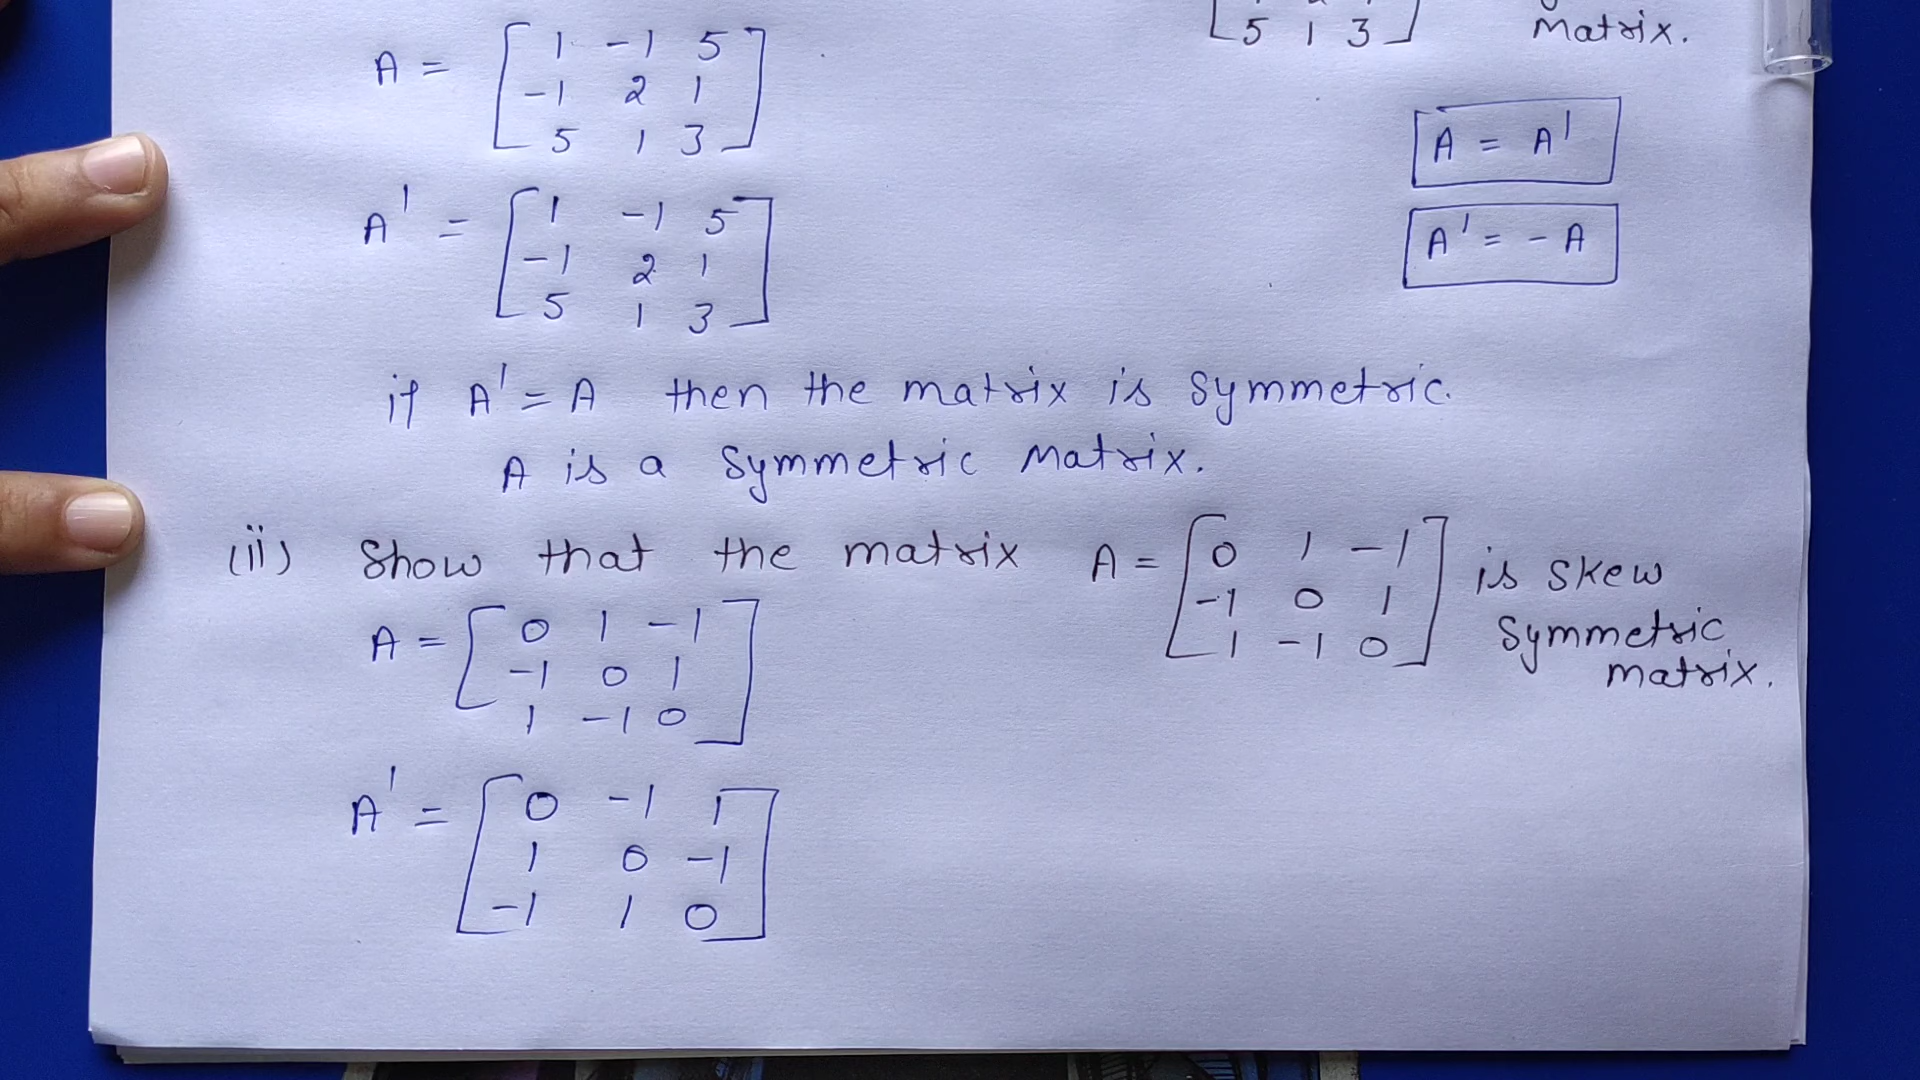 5 1 3
Matrix.
A = [ 1 -1 5
-1 2 1
5 1 3 ]
A = A'
A' = [ 1 -1 5
-1 2 1
5 1 3 ]
A' = - A
if A' = A then the matrix is symmetric.
A is a symmetric matrix.
(ii) Show that the matrix A = [ 0 1 -1
-1 0 1
1 -1 0 ] is skew
symmetric
matrix.
A = [ 0 1 -1
-1 0 1
1 -1 0 ]
A' = [ 0 -1 1
1 0 -1
-1 1 0 ]